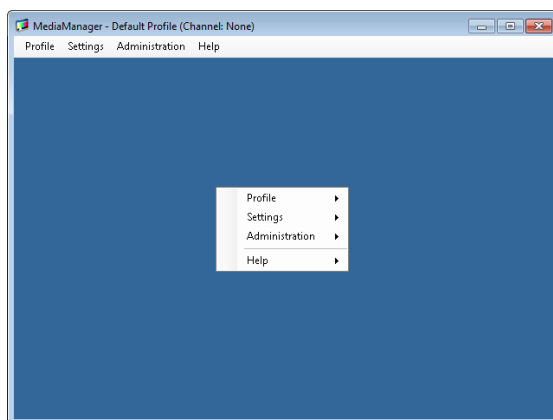 MediaManager - Default Profile (Channel: None)
Profile Settings Administration Help
Profile
Settings
Administration
Help